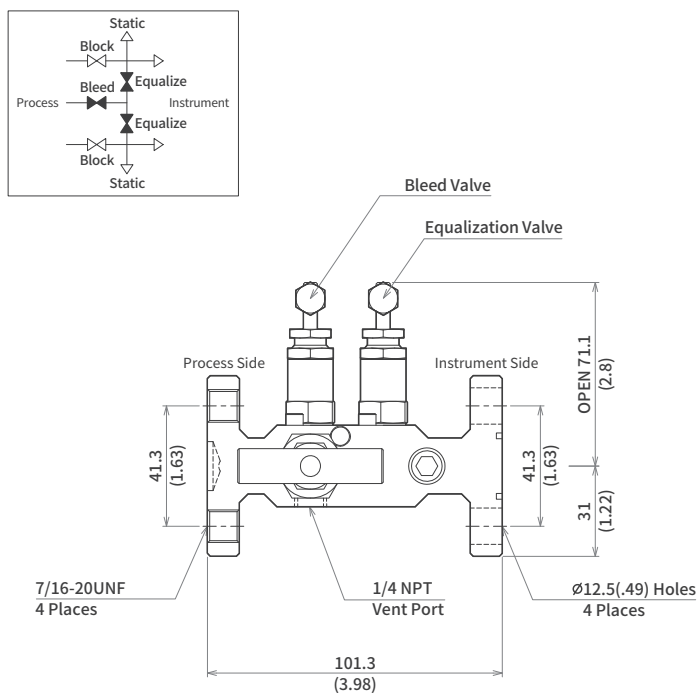 Static
Block
Equalize
Bleed
Process
Instrument
Equalize
Block
Static
Bleed Valve
Equalization Valve
Process Side
Instrument Side
OPEN 71.1
(2.8)
41.3
(1.63)
41.3
(1.63)
31
(1.22)
7/16-20UNF
4 Places
1/4 NPT
Vent Port
Ø12.5(.49) Holes
4 Places
101.3
(3.98)